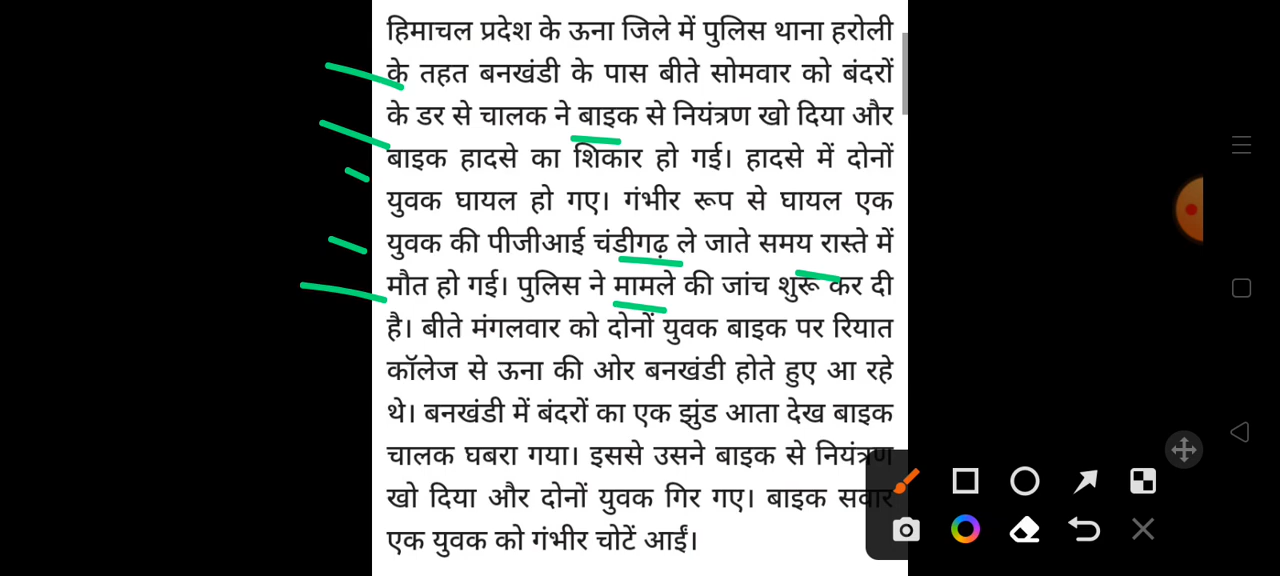 हिमाचल प्रदेश के ऊना जिले में पुलिस थाना हरोली
के तहत बनखंडी के पास बीते सोमवार को बंदरों
के डर से चालक ने बाइक से नियंत्रण खो दिया और
बाइक हादसे का शिकार हो गई। हादसे में दोनों
युवक घायल हो गए। गंभीर रूप से घायल एक
युवक की पीजीआई चंडीगढ़ ले जाते समय रास्ते में
मौत हो गई। पुलिस ने मामले की जांच शुरू कर दी
है। बीते मंगलवार को दोनों युवक बाइक पर रियात
कॉलेज से ऊना की ओर बनखंडी होते हुए आ रहे
थे। बनखंडी में बंदरों का एक झुंड आता देख बाइक
चालक घबरा गया। इससे उसने बाइक से नियंत्रण
खो दिया और दोनों युवक गिर गए। बाइक सवार
एक युवक को गंभीर चोटें आईं।